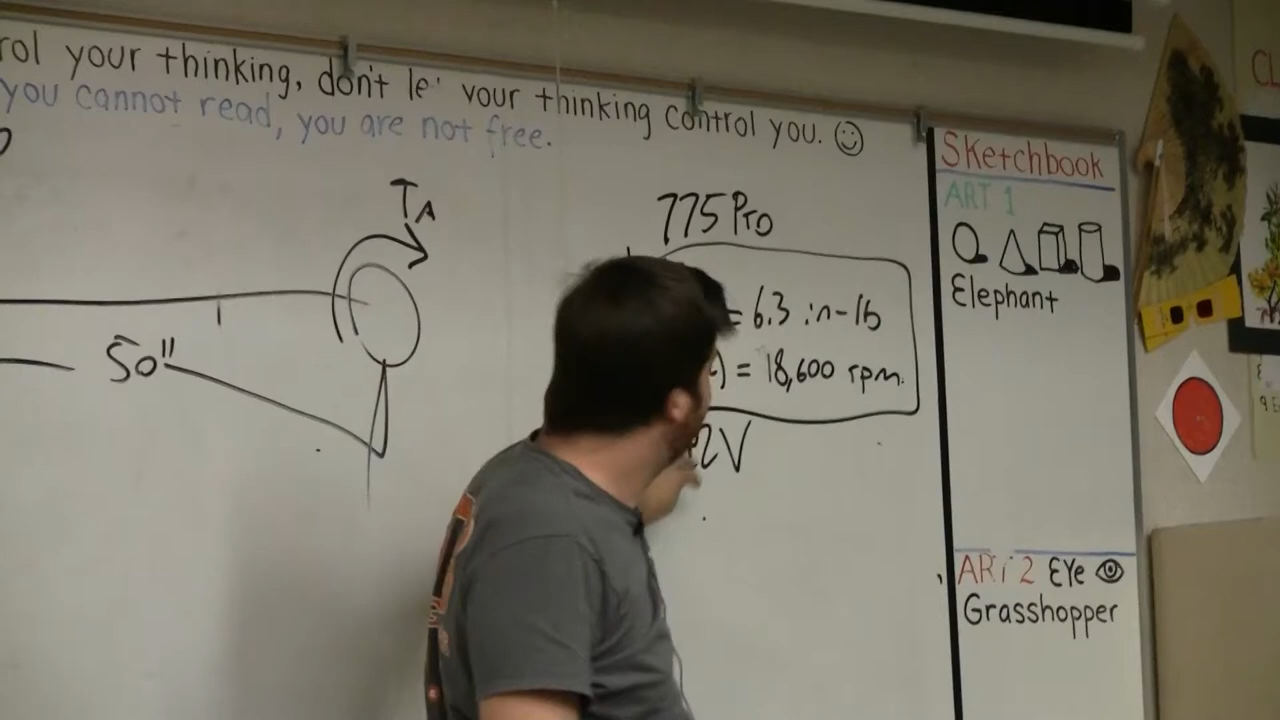 your thinking, don't le' your thinking control you.
you cannot read, you are not free.
TA
50"
775 Pro
= 6.3 in-lb
) = 18,600 rpm.
2V
Sketchbook
ART 1
Elephant
ART 2 EYe
Grasshopper
CL